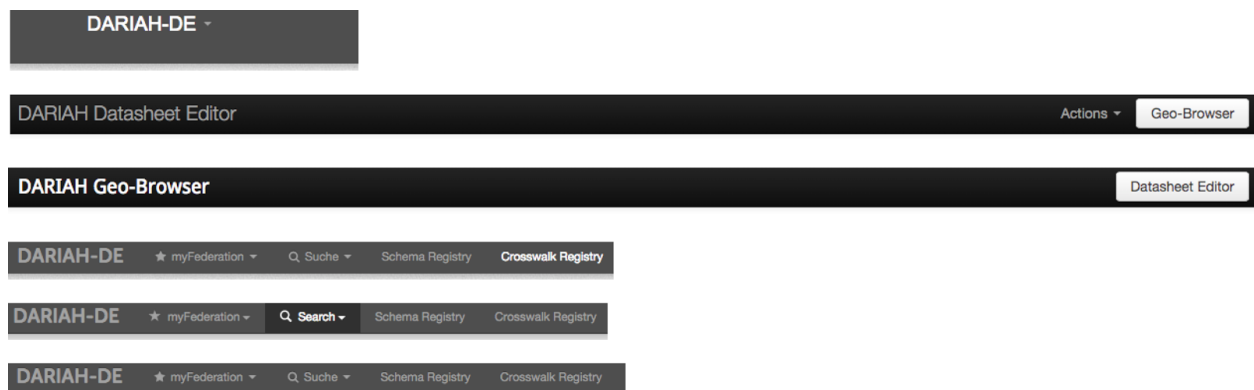 DARIAH-DE
DARIAH Datasheet Editor Actions Geo-Browser
DARIAH Geo-Browser Datasheet Editor
DARIAH-DE myFederation Suche Schema Registry Crosswalk Registry
DARIAH-DE myFederation Search Schema Registry Crosswalk Registry
DARIAH-DE myFederation Suche Schema Registry Crosswalk Registry